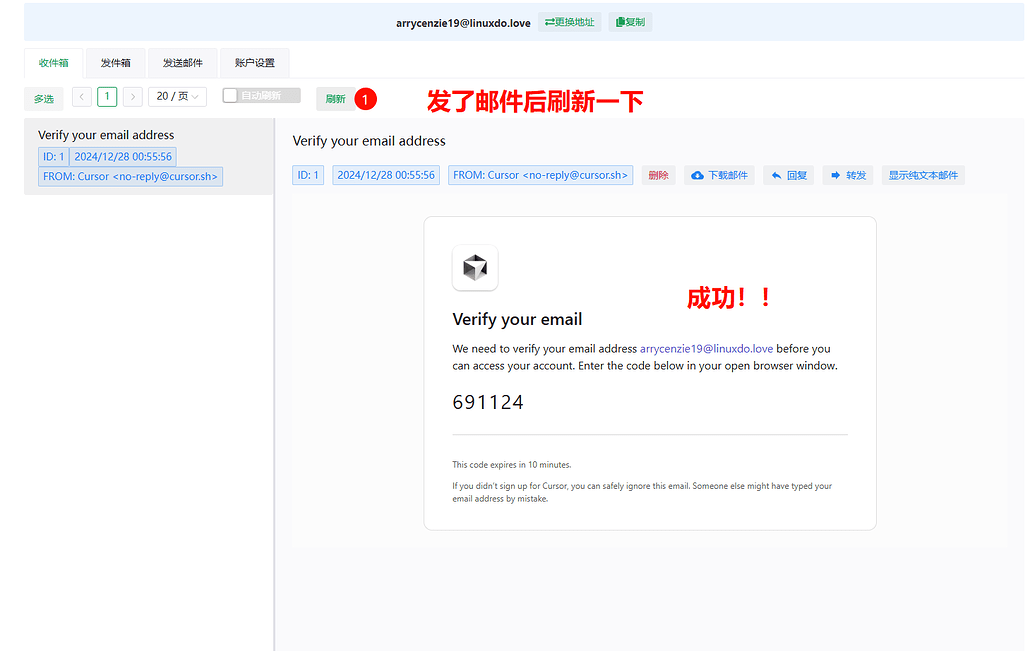 arrycenzie19@linuxdo.love 更换地址 复制
收件箱 发件箱 发送邮件 账户设置
多选 1 20 / 页 自动刷新 刷新 1 发了邮件后刷新一下
Verify your email address
ID: 1 2024/12/28 00:55:56
FROM: Cursor <no-reply@cursor.sh>
Verify your email address
ID: 1 2024/12/28 00:55:56 FROM: Cursor <no-reply@cursor.sh> 删除 下载邮件 回复 转发 显示纯文本邮件
成功！！
Verify your email
We need to verify your email address arrycenzie19@linuxdo.love before you
can access your account. Enter the code below in your open browser window.
691124
This code expires in 10 minutes.
If you didn't sign up for Cursor, you can safely ignore this email. Someone else might have typed your
email address by mistake.